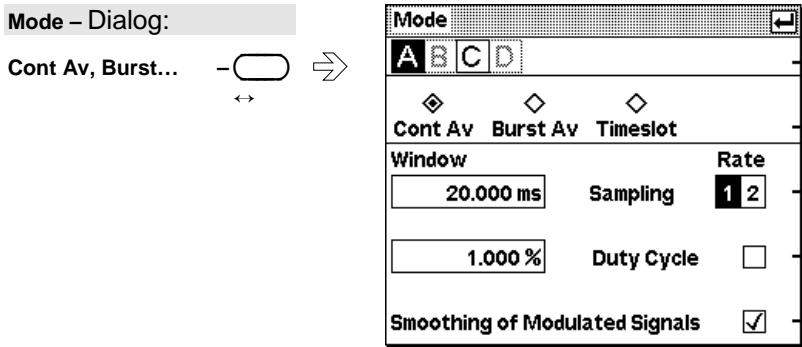 Mode – Dialog:
Cont Av, Burst…
Mode
A B C D
Cont Av Burst Av Timeslot
Window Rate
20.000 ms Sampling 1 2
1.000 % Duty Cycle
Smoothing of Modulated Signals